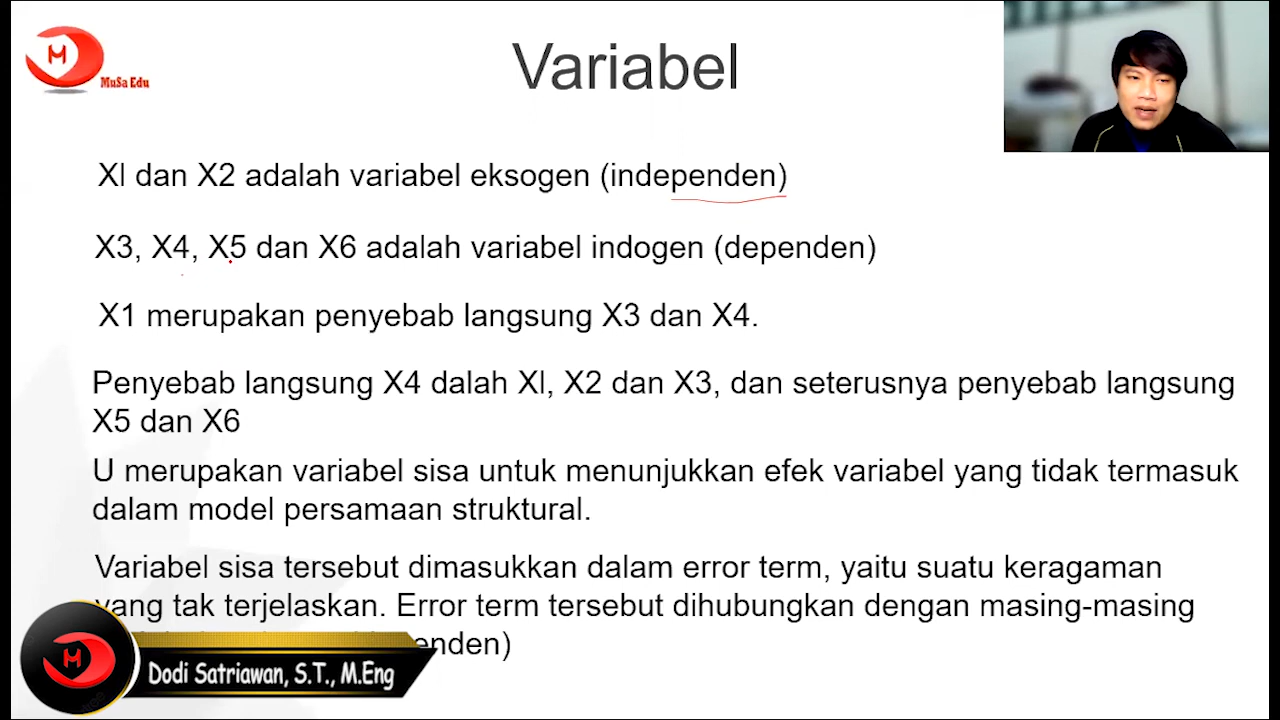 MuSa Edu
Variabel
Xl dan X2 adalah variabel eksogen (independen)
X3, X4, X5 dan X6 adalah variabel indogen (dependen)
X1 merupakan penyebab langsung X3 dan X4.
Penyebab langsung X4 dalah Xl, X2 dan X3, dan seterusnya penyebab langsung
X5 dan X6
U merupakan variabel sisa untuk menunjukkan efek variabel yang tidak termasuk
dalam model persamaan struktural.
Variabel sisa tersebut dimasukkan dalam error term, yaitu suatu keragaman
yang tak terjelaskan. Error term tersebut dihubungkan dengan masing-masing
enden)
Dodi Satriawan, S.T., M.Eng